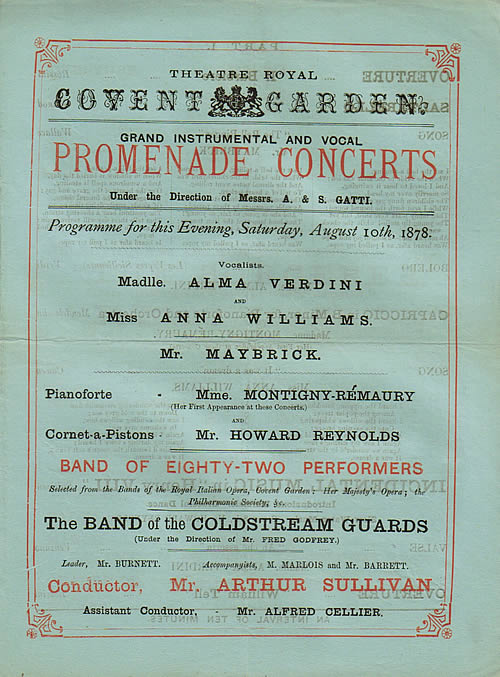 THEATRE ROYAL
COVENT GARDEN.
GRAND INSTRUMENTAL AND VOCAL
PROMENADE CONCERTS
Under the Direction of Messrs. A. & S. GATTI.
Programme for this Evening, Saturday, August 10th, 1878.
Vocalists.
Madlle. ALMA VERDINI
AND
Miss ANNA WILLIAMS.
Mr. MAYBRICK.
Pianoforte - Mme. MONTIGNY-RÉMAURY
(Her First Appearance at these Concerts.)
AND
Cornet-a-Pistons - Mr. HOWARD REYNOLDS
BAND OF EIGHTY-TWO PERFORMERS
Selected from the Bands of the Royal Italian Opera, Covent Garden; Her Majesty's Opera; the
Philharmonic Society, &c.
The BAND of the COLDSTREAM GUARDS
(Under the Direction of Mr. FRED GODFREY.)
Leader, Mr. BURNETT. Accompanyists, M. MARLOIS and Mr. BARRETT.
Conductor, Mr. ARTHUR SULLIVAN
Assistant Conductor, - Mr. ALFRED CELLIER.